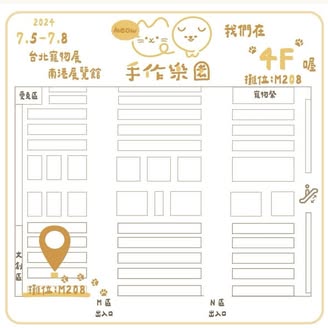 2024
7.5-7.8
台北寵物展
南港展覽館
meow
手作樂園
我們在
4F
喔
攤位:M208
愛貓區
寵物祭
文創區
攤位:M208
M區
出入口
N區
出入口